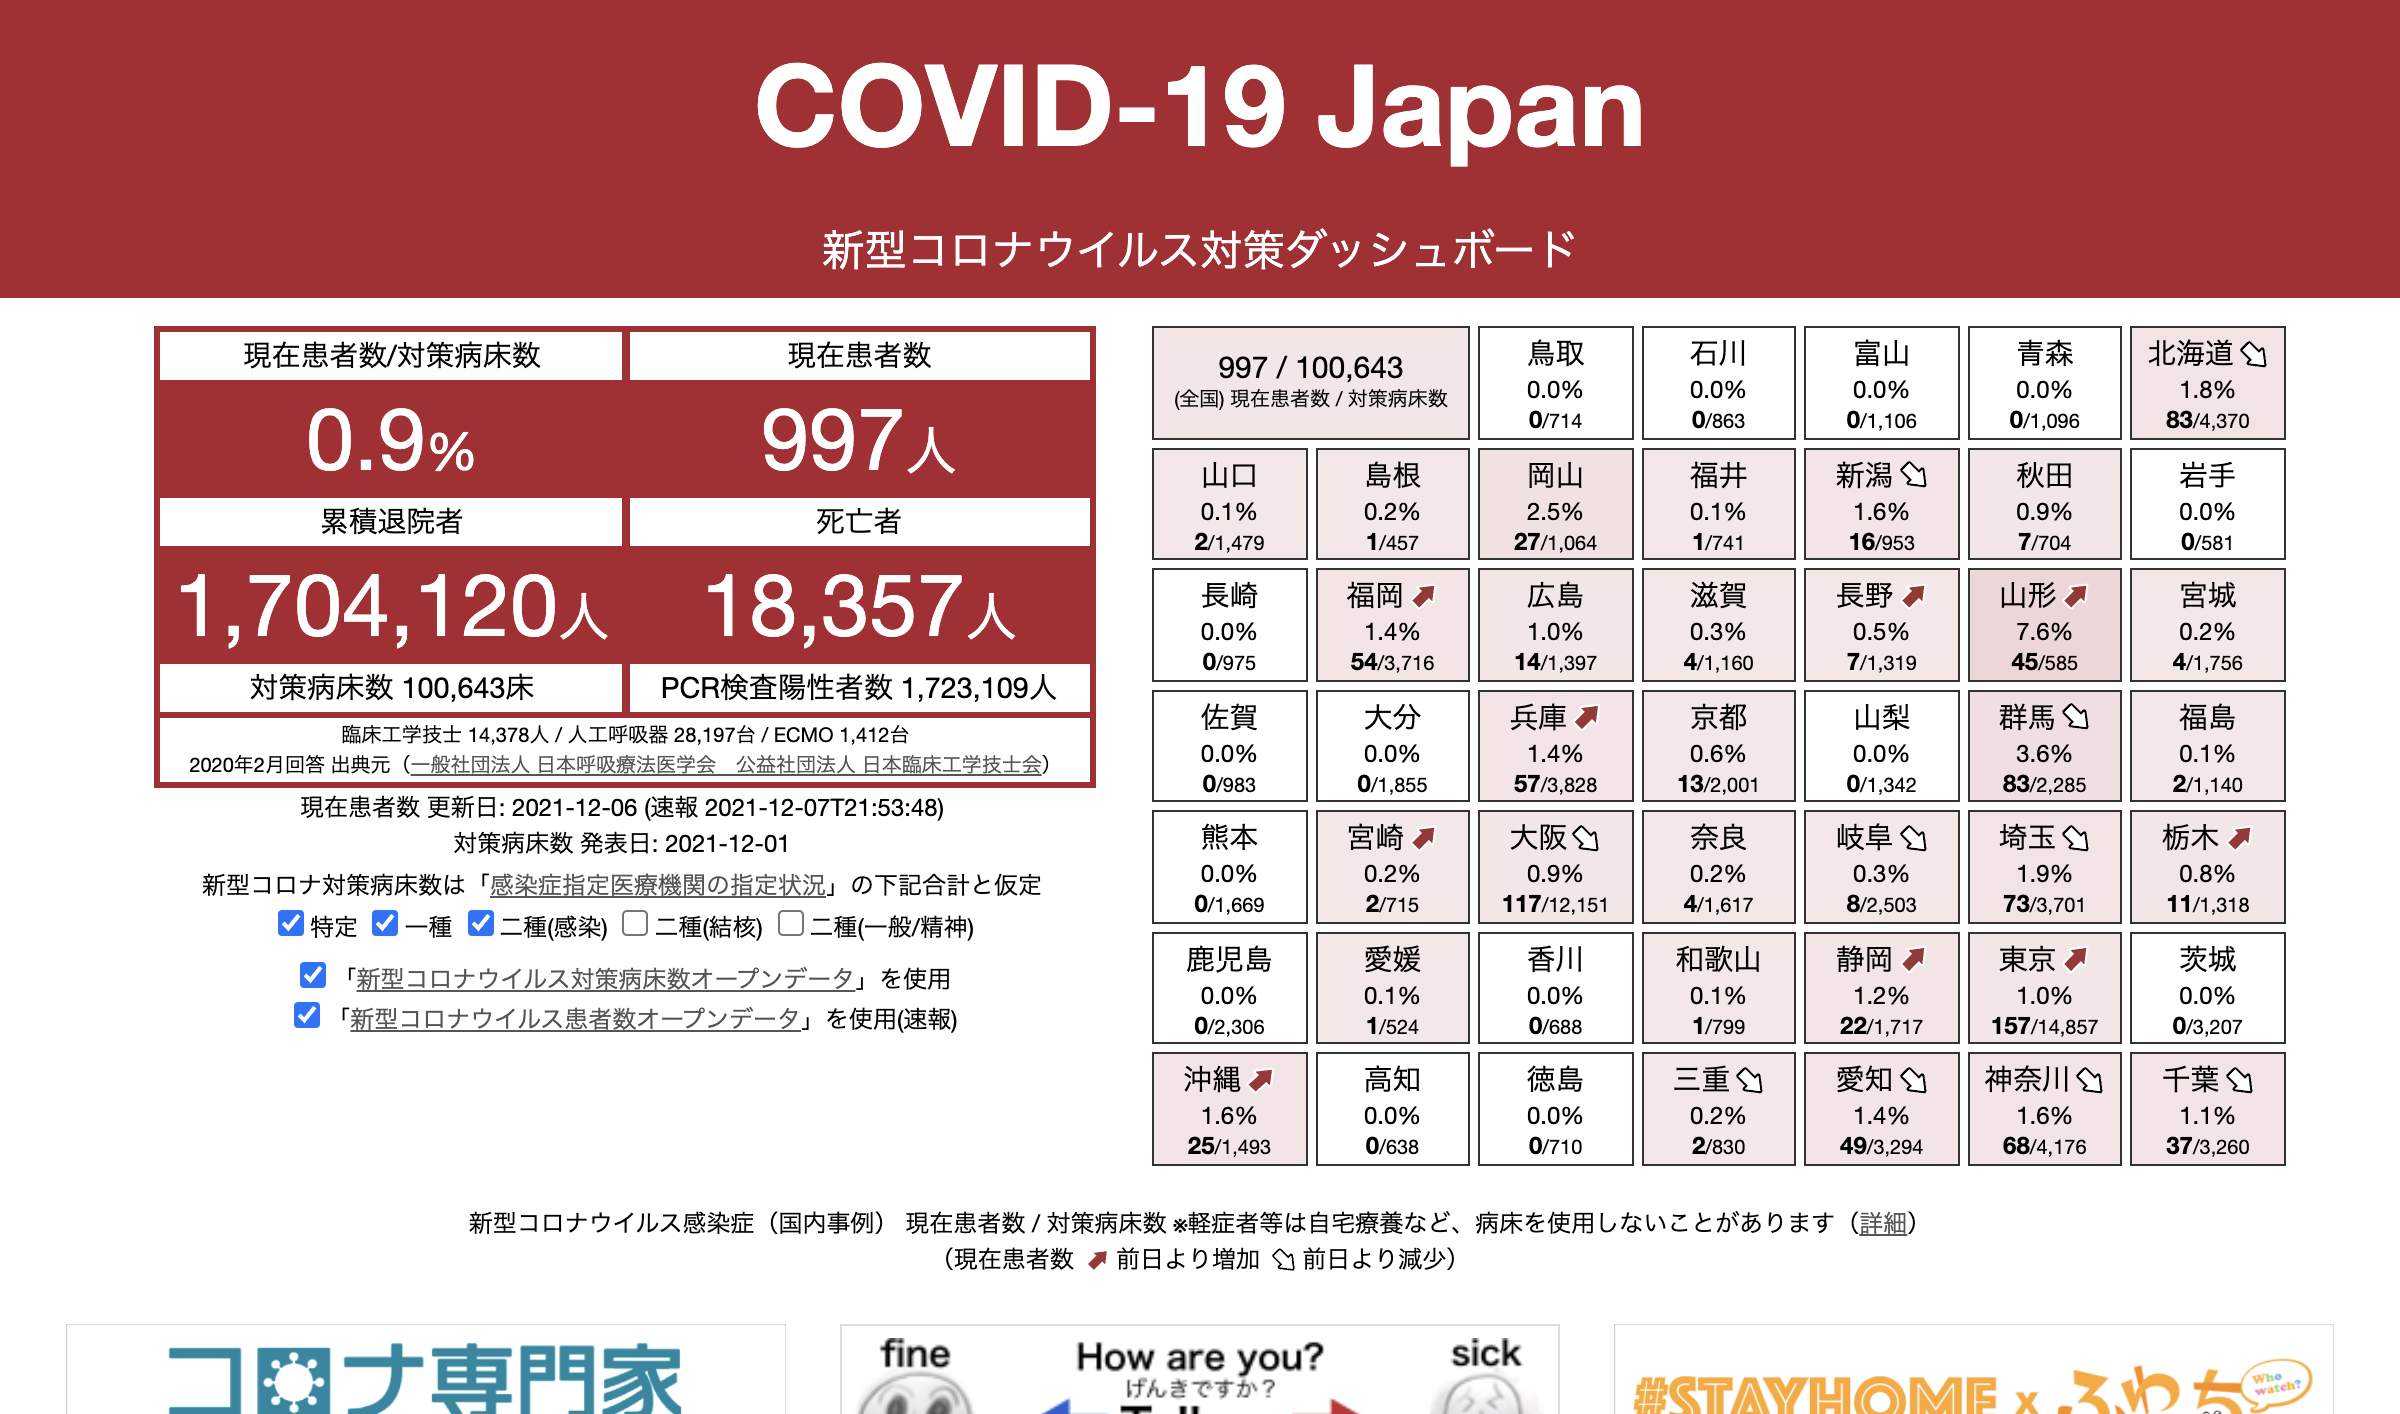 COVID-19 Japan
新型コロナウイルス対策ダッシュボード
現在患者数/対策病床数
現在患者数
0.9%
997人
累積退院者
死亡者
1,704,120人
18,357人
対策病床数 100,643床
PCR検査陽性者数 1,723,109人
臨床工学技士 14,378人 / 人工呼吸器 28,197台 / ECMO 1,412台
2020年2月回答 出典元（一般社団法人 日本呼吸療法医学会　公益社団法人 日本臨床工学技士会）
現在患者数 更新日: 2021-12-06 (速報 2021-12-07T21:53:48)
対策病床数 発表日: 2021-12-01
新型コロナ対策病床数は「感染症指定医療機関の指定状況」の下記合計と仮定
特定 一種 二種(感染) 二種(結核) 二種(一般/精神)
「新型コロナウイルス対策病床数オープンデータ」を使用
「新型コロナウイルス患者数オープンデータ」を使用(速報)
997 / 100,643
(全国) 現在患者数 / 対策病床数
鳥取
0.0%
0/714
石川
0.0%
0/863
富山
0.0%
0/1,106
青森
0.0%
0/1,096
北海道
1.8%
83/4,370
山口
0.1%
2/1,479
島根
0.2%
1/457
岡山
2.5%
27/1,064
福井
0.1%
1/741
新潟
1.6%
16/953
秋田
0.9%
7/704
岩手
0.0%
0/581
長崎
0.0%
0/975
福岡
1.4%
54/3,716
広島
1.0%
14/1,397
滋賀
0.3%
4/1,160
長野
0.5%
7/1,319
山形
7.6%
45/585
宮城
0.2%
4/1,756
佐賀
0.0%
0/983
大分
0.0%
0/1,855
兵庫
1.4%
57/3,828
京都
0.6%
13/2,001
山梨
0.0%
0/1,342
群馬
3.6%
83/2,285
福島
0.1%
2/1,140
熊本
0.0%
0/1,669
宮崎
0.2%
2/715
大阪
0.9%
117/12,151
奈良
0.2%
4/1,617
岐阜
0.3%
8/2,503
埼玉
1.9%
73/3,701
栃木
0.8%
11/1,318
鹿児島
0.0%
0/2,306
愛媛
0.1%
1/524
香川
0.0%
0/688
和歌山
0.1%
1/799
静岡
1.2%
22/1,717
東京
1.0%
157/14,857
茨城
0.0%
0/3,207
沖縄
1.6%
25/1,493
高知
0.0%
0/638
徳島
0.0%
0/710
三重
0.2%
2/830
愛知
1.4%
49/3,294
神奈川
1.6%
68/4,176
千葉
1.1%
37/3,260
新型コロナウイルス感染症（国内事例） 現在患者数 / 対策病床数 ※軽症者等は自宅療養など、病床を使用しないことがあります（詳細）
（現在患者数 前日より増加 前日より減少）
コロナ専門家
fine
How are you?
sick
げんきですか？
#STAYHOME x ふわっち
Who watch?